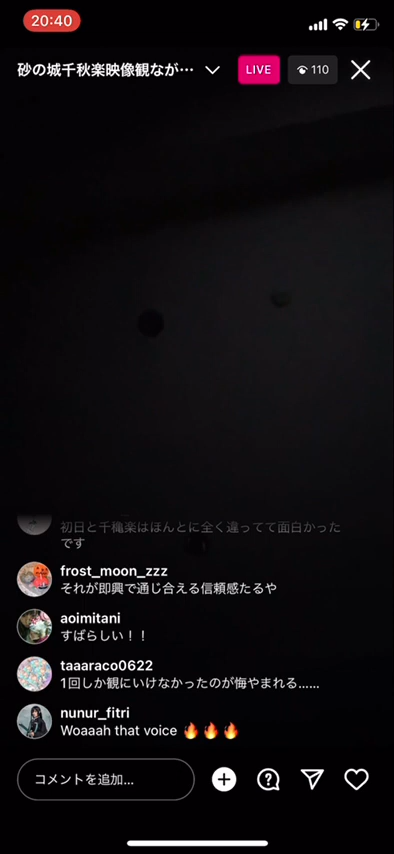 20:40
砂の城千秋楽映像観なが…
LIVE
110
初日と千穐楽はほんとに全く違ってて面白かった
です
frost_moon_zzz
それが即興で通じ合える信頼感たるや
aoimitani
すばらしい！！
taaaraco0622
1回しか観にいけなかったのが悔やまれる……
nunur_fitri
Woaaah that voice 🔥🔥🔥
コメントを追加...